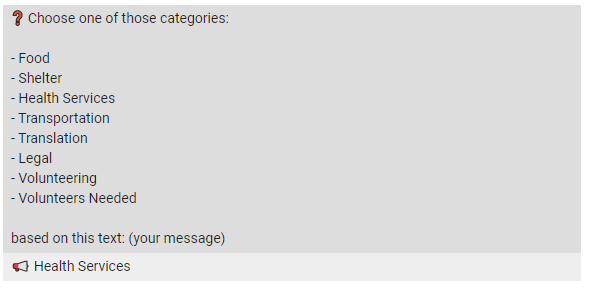 ❓ Choose one of those categories:
- Food
- Shelter
- Health Services
- Transportation
- Translation
- Legal
- Volunteering
- Volunteers Needed
based on this text: (your message)
📢 Health Services